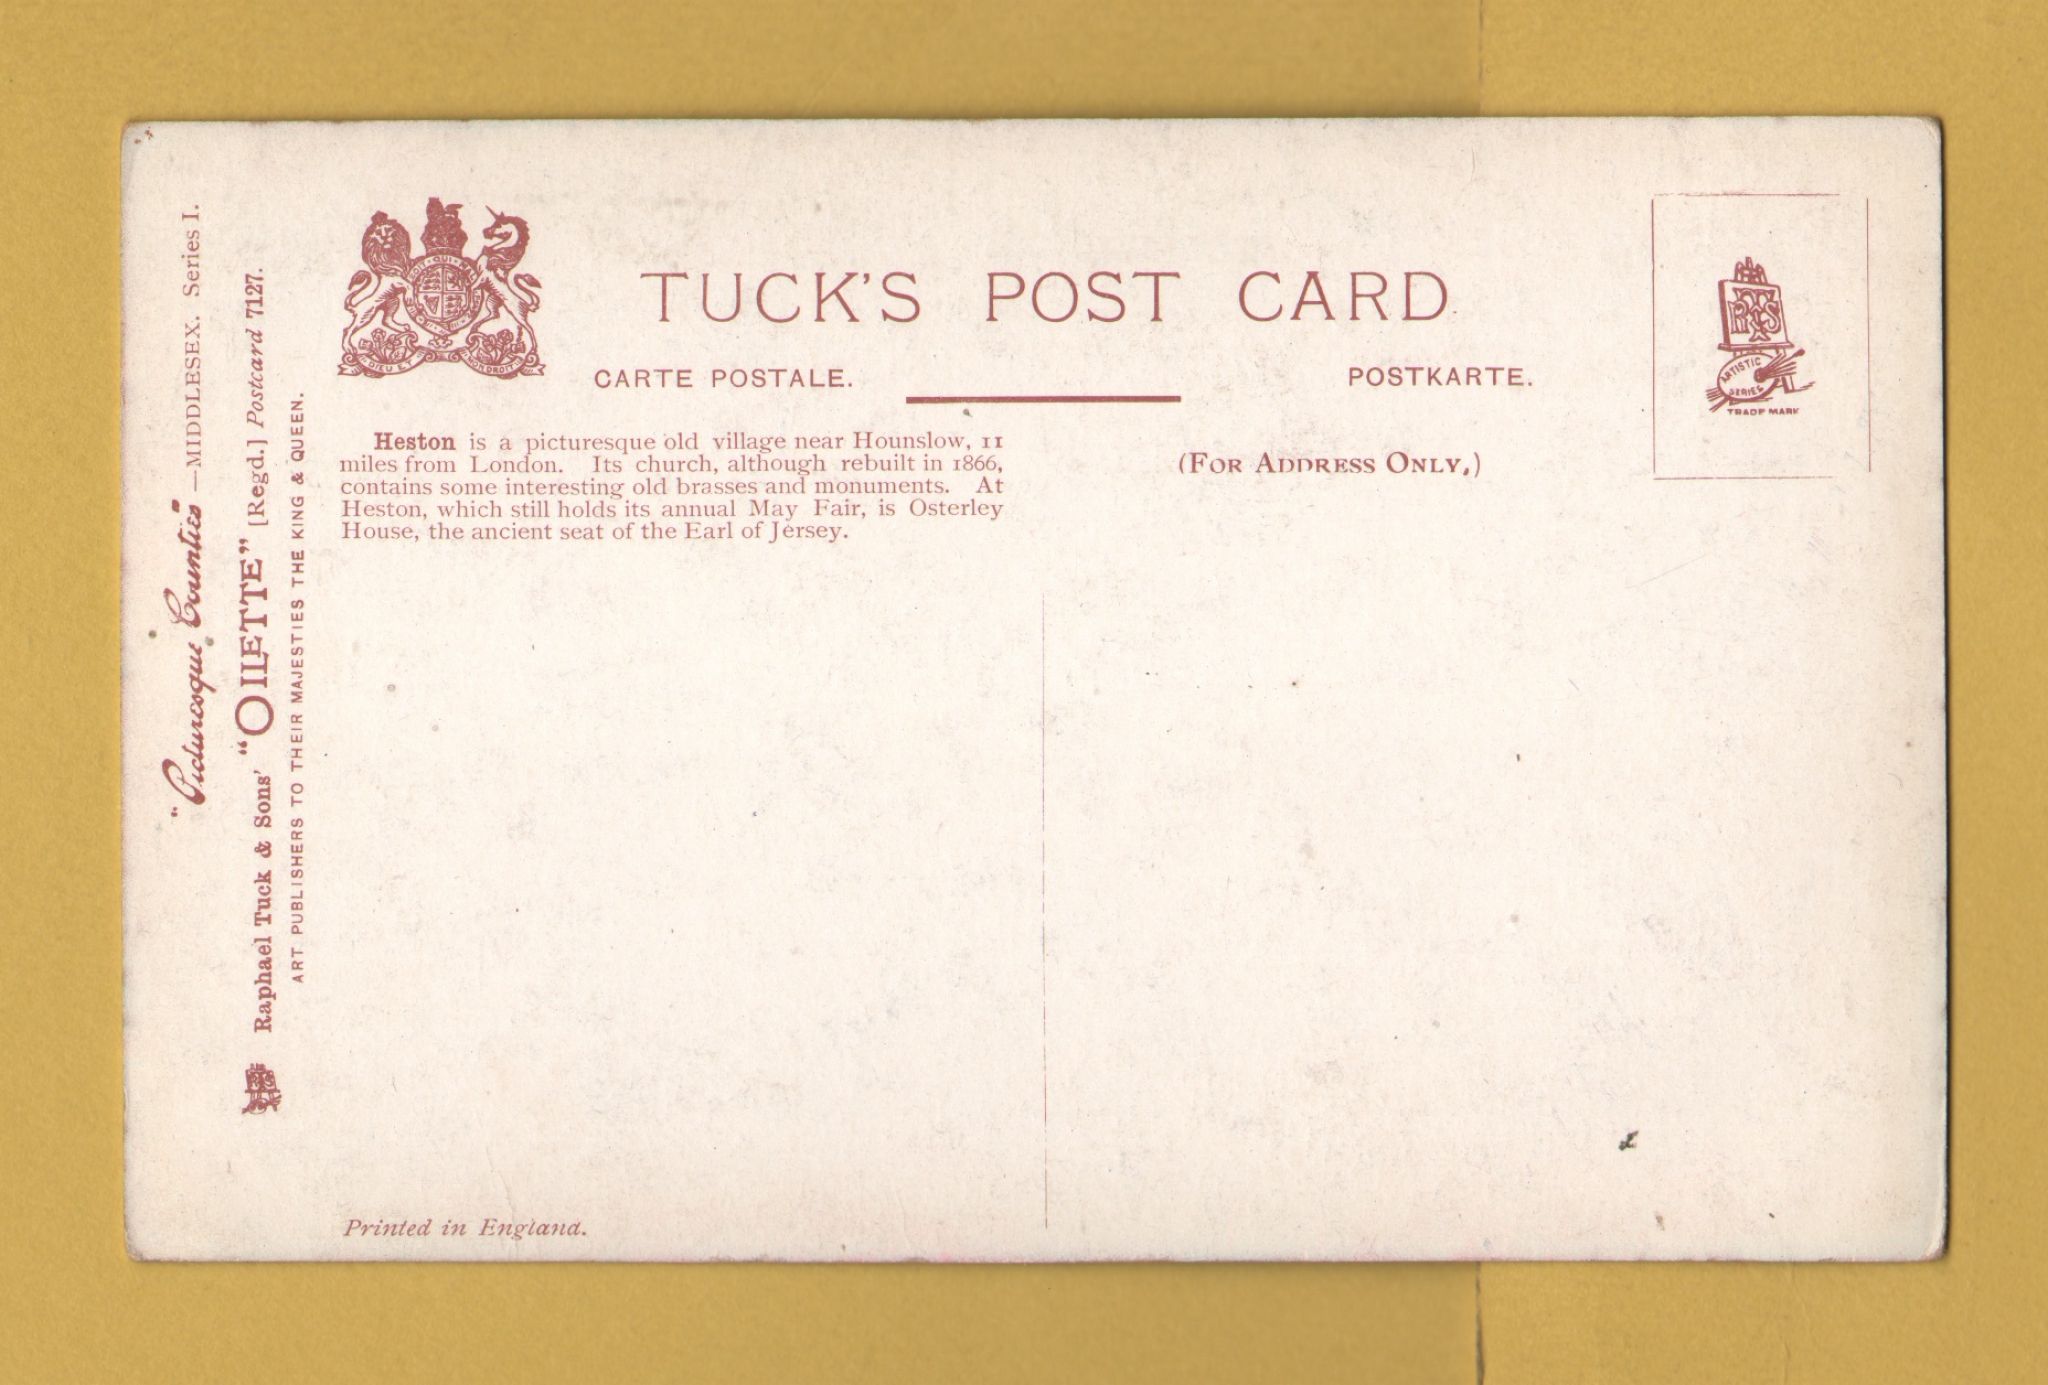 "Picturesque Counties" —MIDDLESEX. Series I.
Raphael Tuck & Sons' "OILETTE" [Regd.] Postcard 7127.
ART PUBLISHERS TO THEIR MAJESTIES THE KING & QUEEN.
TUCK'S POST CARD
CARTE POSTALE. POSTKARTE.
Heston is a picturesque old village near Hounslow, 11
miles from London. Its church, although rebuilt in 1866,
contains some interesting old brasses and monuments. At
Heston, which still holds its annual May Fair, is Osterley
House, the ancient seat of the Earl of Jersey.
(FOR ADDRESS ONLY.)
RTS
ARTISTIC
SERIES
TRADE MARK
Printed in England.